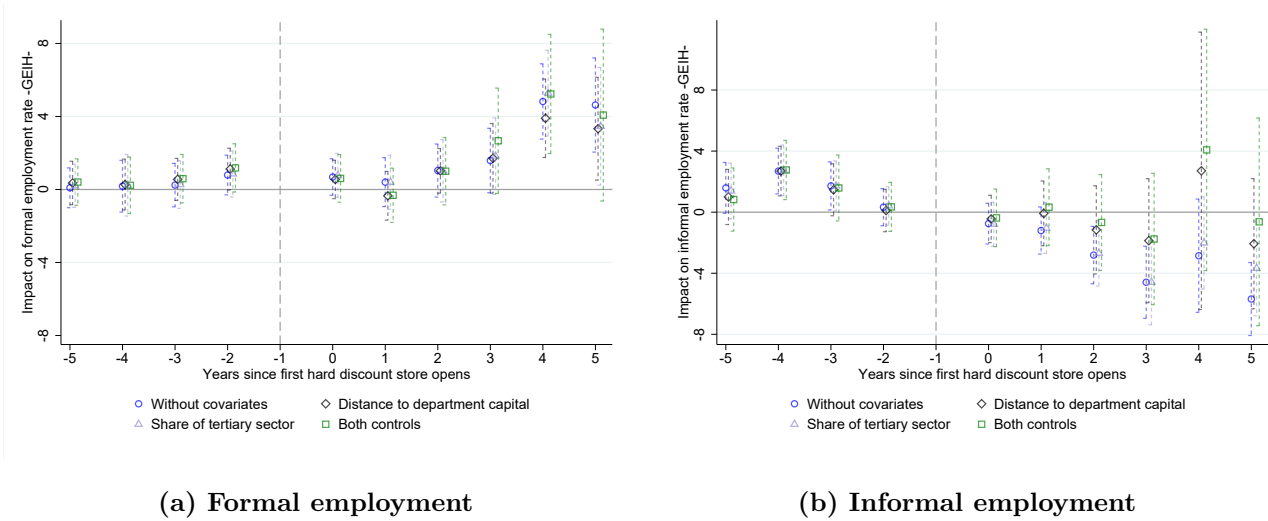 Impact on formal employment rate -GEIH-
8
4
0
-4
-8
-5 -4 -3 -2 -1 0 1 2 3 4 5
Years since first hard discount store opens
Without covariates Distance to department capital
Share of tertiary sector Both controls
(a) Formal employment
Impact on informal employment rate -GEIH-
8
4
0
-4
-8
-5 -4 -3 -2 -1 0 1 2 3 4 5
Years since first hard discount store opens
Without covariates Distance to department capital
Share of tertiary sector Both controls
(b) Informal employment